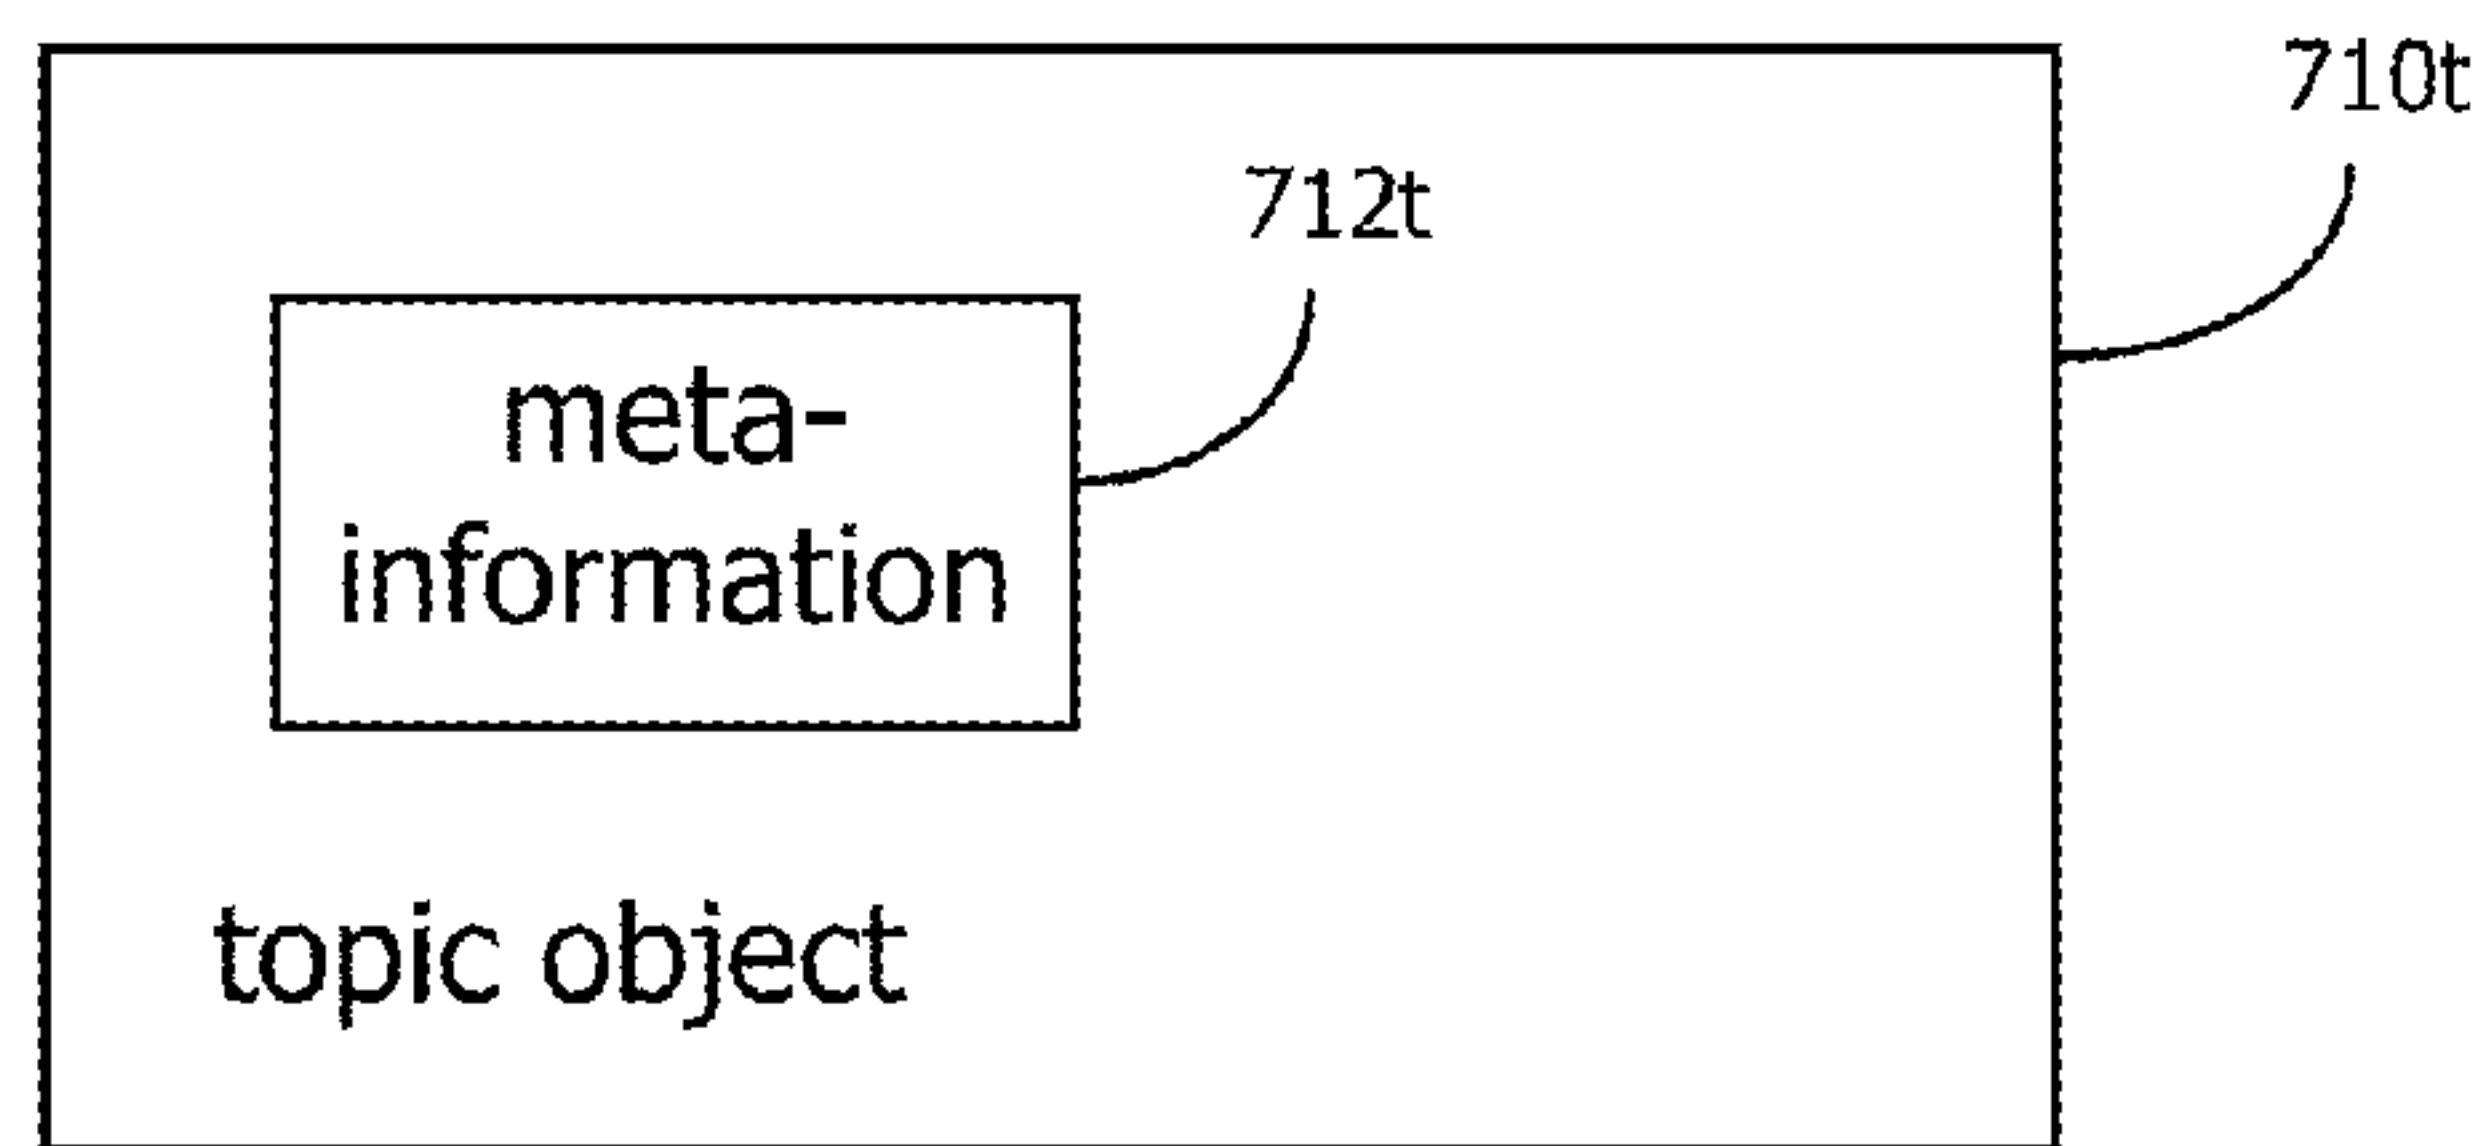 710t
712t
meta-
information
topic object